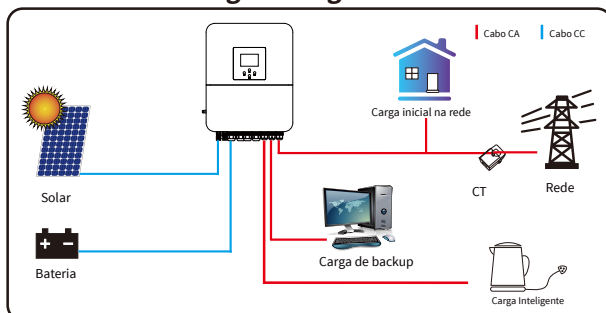 Cabo CA
Cabo CC
Carga inicial na rede
Solar
CT
Rede
Carga de backup
Bateria
Carga Inteligente